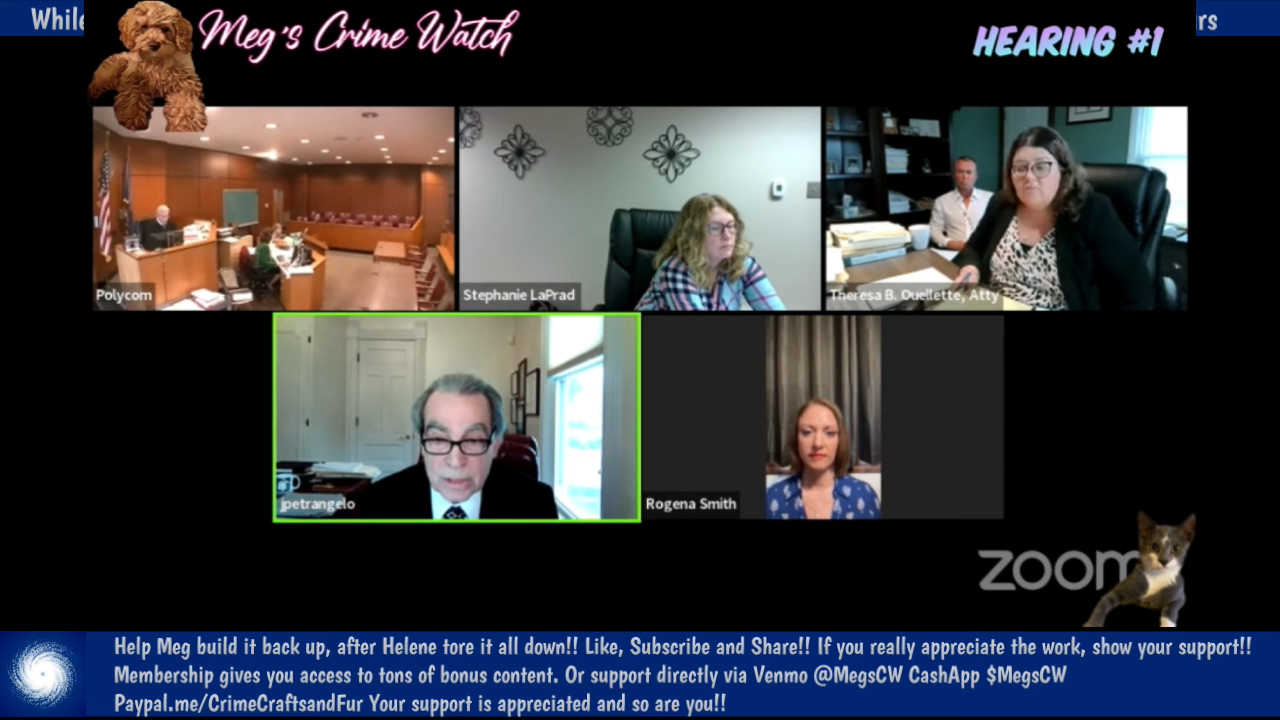 While
rs
Meg's Crime Watch
HEARING #1
Polycom
Stephanie LaPrad
Theresa B. Ouellette, Atty
jpetrangelo
Rogena Smith
zoom
Help Meg build it back up, after Helene tore it all down!! Like, Subscribe and Share!! If you really appreciate the work, show your support!!
Membership gives you access to tons of bonus content. Or support directly via Venmo @MegsCW CashApp $MegsCW
Paypal.me/CrimeCraftsandFur Your support is appreciated and so are you!!